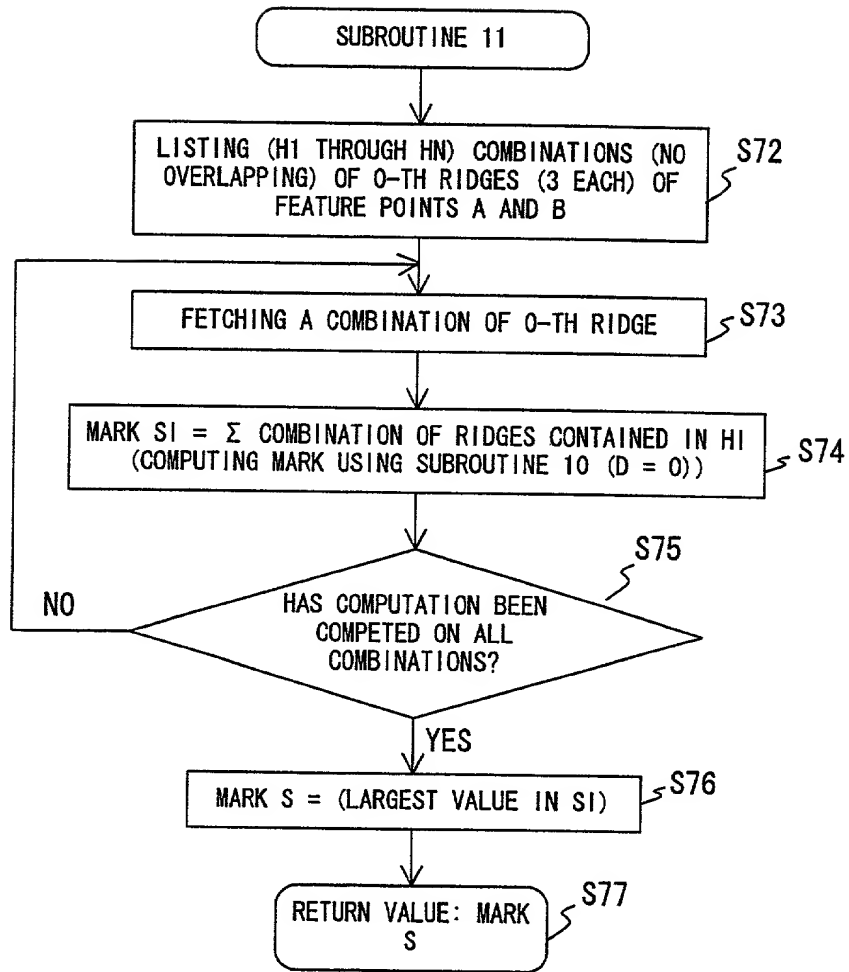 SUBROUTINE 11
LISTING (H1 THROUGH HN) COMBINATIONS (NO
OVERLAPPING) OF 0-TH RIDGES (3 EACH) OF
FEATURE POINTS A AND B
S72
FETCHING A COMBINATION OF 0-TH RIDGE
S73
MARK SI = Σ COMBINATION OF RIDGES CONTAINED IN HI
(COMPUTING MARK USING SUBROUTINE 10 (D = 0))
S74
S75
HAS COMPUTATION BEEN
COMPETED ON ALL
COMBINATIONS?
NO
YES
MARK S = (LARGEST VALUE IN SI)
S76
RETURN VALUE: MARK
S
S77